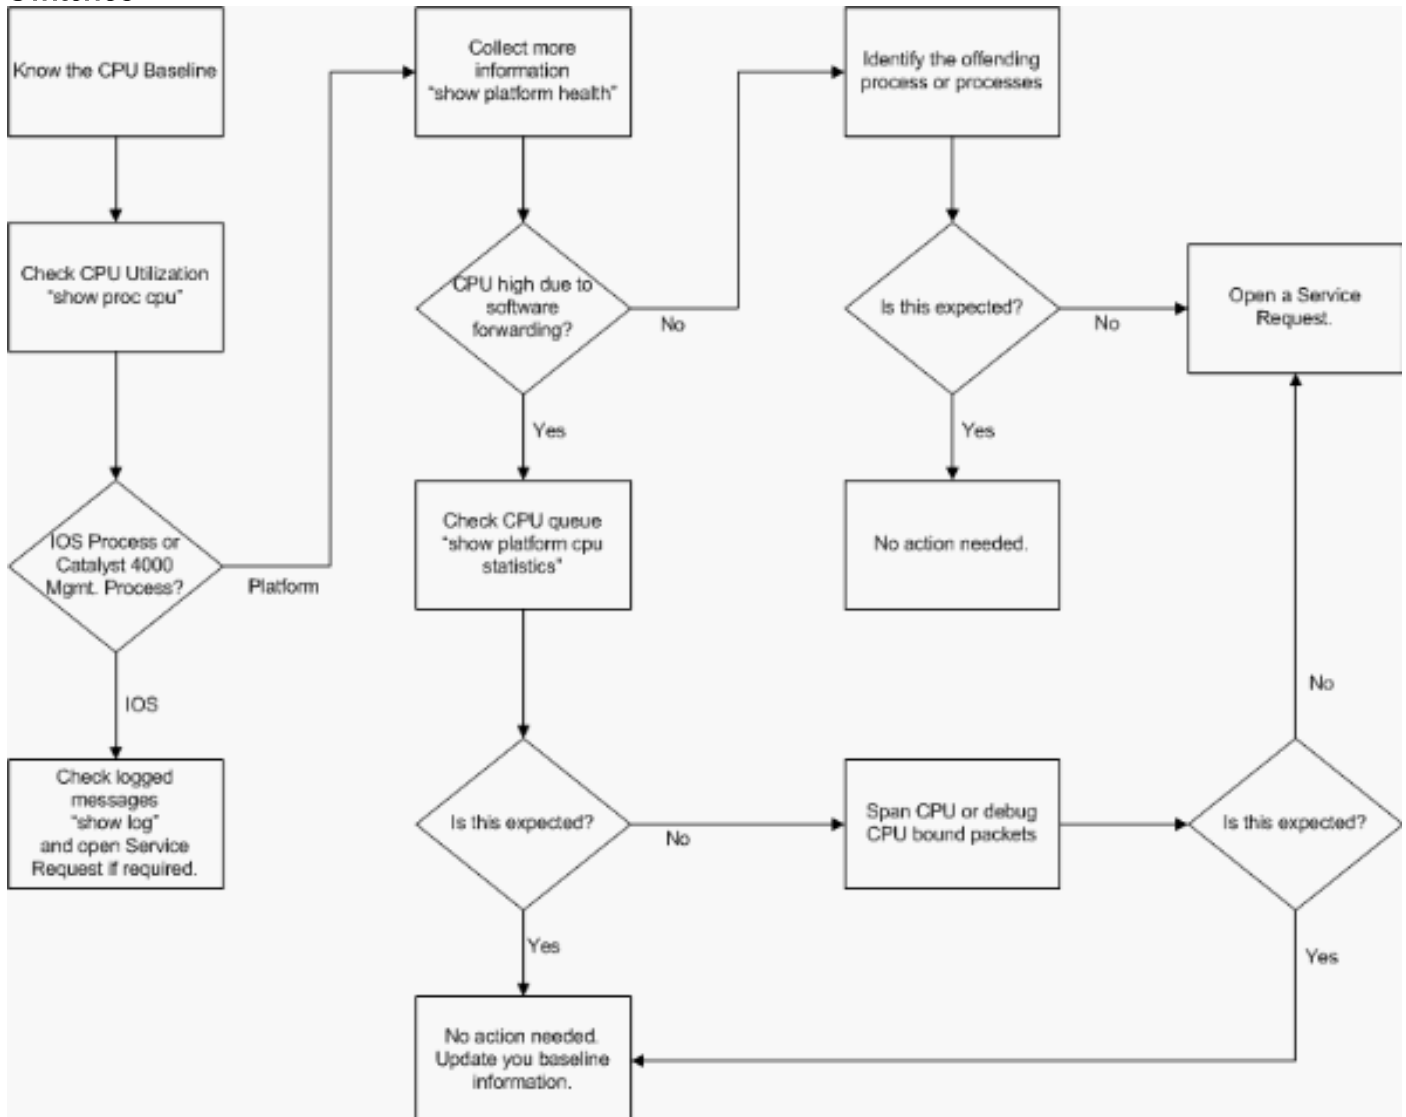 Know the CPU Baseline
Check CPU Utilization
"show proc cpu"
IOS Process or
Catalyst 4000
Mgmt. Process?
Platform
IOS
Check logged
messages
"show log"
and open Service
Request if required.
Collect more
information
"show platform health"
CPU high due to
software
forwarding?
No
Yes
Check CPU queue
"show platform cpu
statistics"
Is this expected?
No
Yes
No action needed.
Update you baseline
information.
Identify the offending
process or processes
Is this expected?
No
Yes
No action needed.
Span CPU or debug
CPU bound packets
Open a Service
Request.
No
Is this expected?
Yes